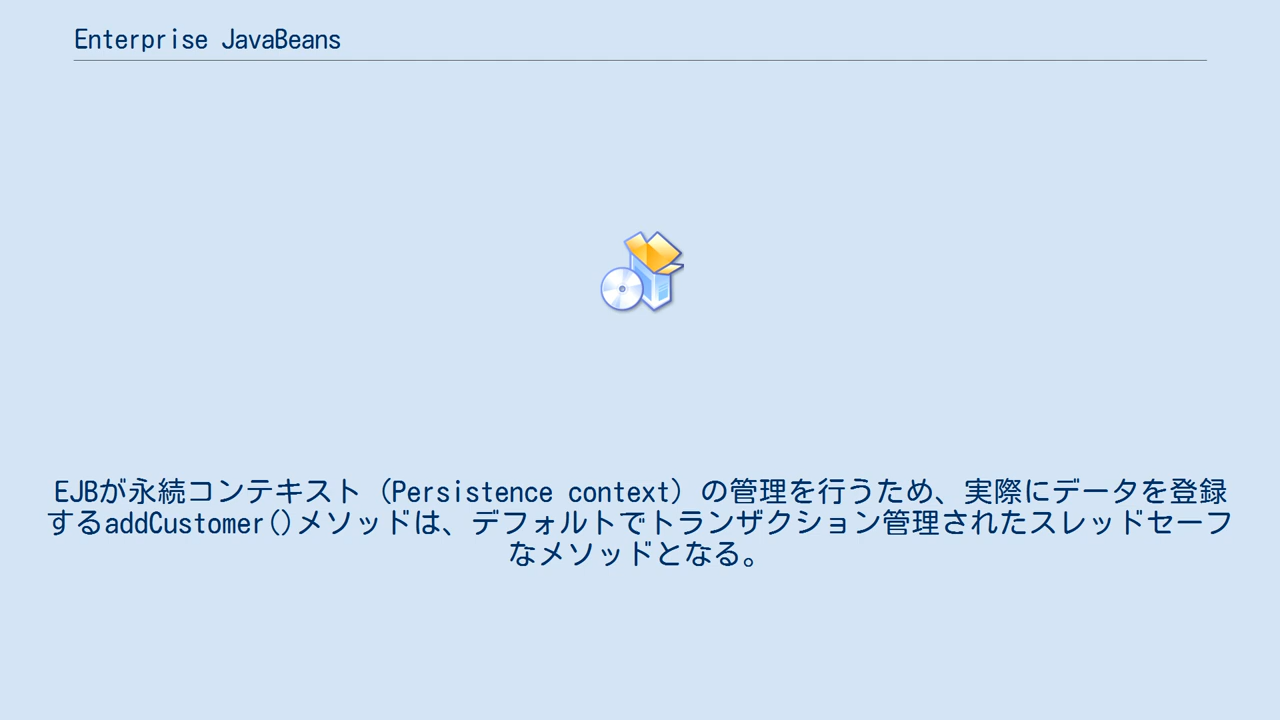 Enterprise JavaBeans
EJBが永続コンテキスト（Persistence context）の管理を行うため、実際にデータを登録
するaddCustomer()メソッドは、デフォルトでトランザクション管理されたスレッドセーフ
なメソッドとなる。